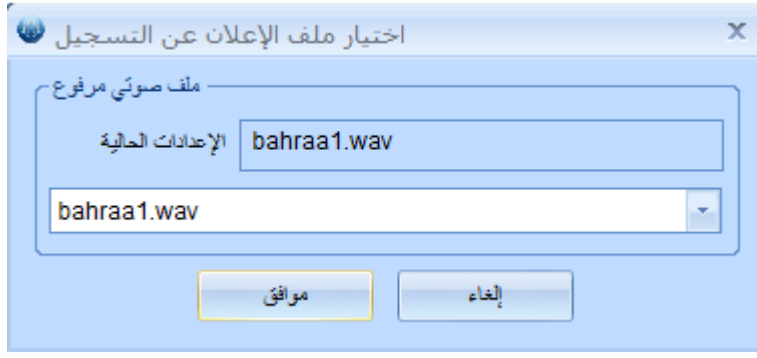 اختيار ملف الإعلان عن التسجيل
ملف صوتي مرفوع
الإعدادات الحالية bahraa1.wav
bahraa1.wav
موافق إلغاء